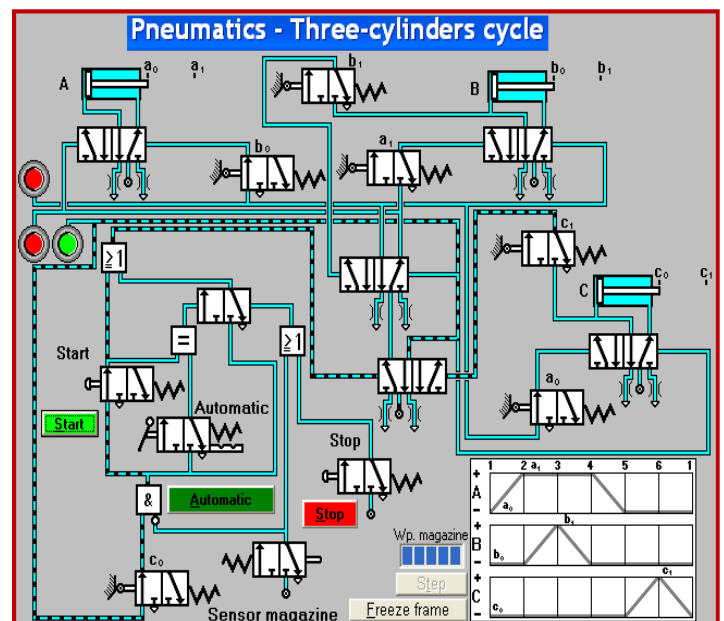 Pneumatics - Three-cylinders cycle
A a₀ a₁
b₁
B b₀ b₁
b₀
a₁
c₁
≥1
C c₀ c₁
= ≥1
Start
a₀
Automatic
Start
Stop
& Automatic
Stop
Wp. magazine
c₀
Step
Sensor magazine
Freeze frame
1 2 a₁ 3 4 5 6 1
+
A
-
a₀
+
b₁
B
-
b₀
+
c₁
C
-
c₀